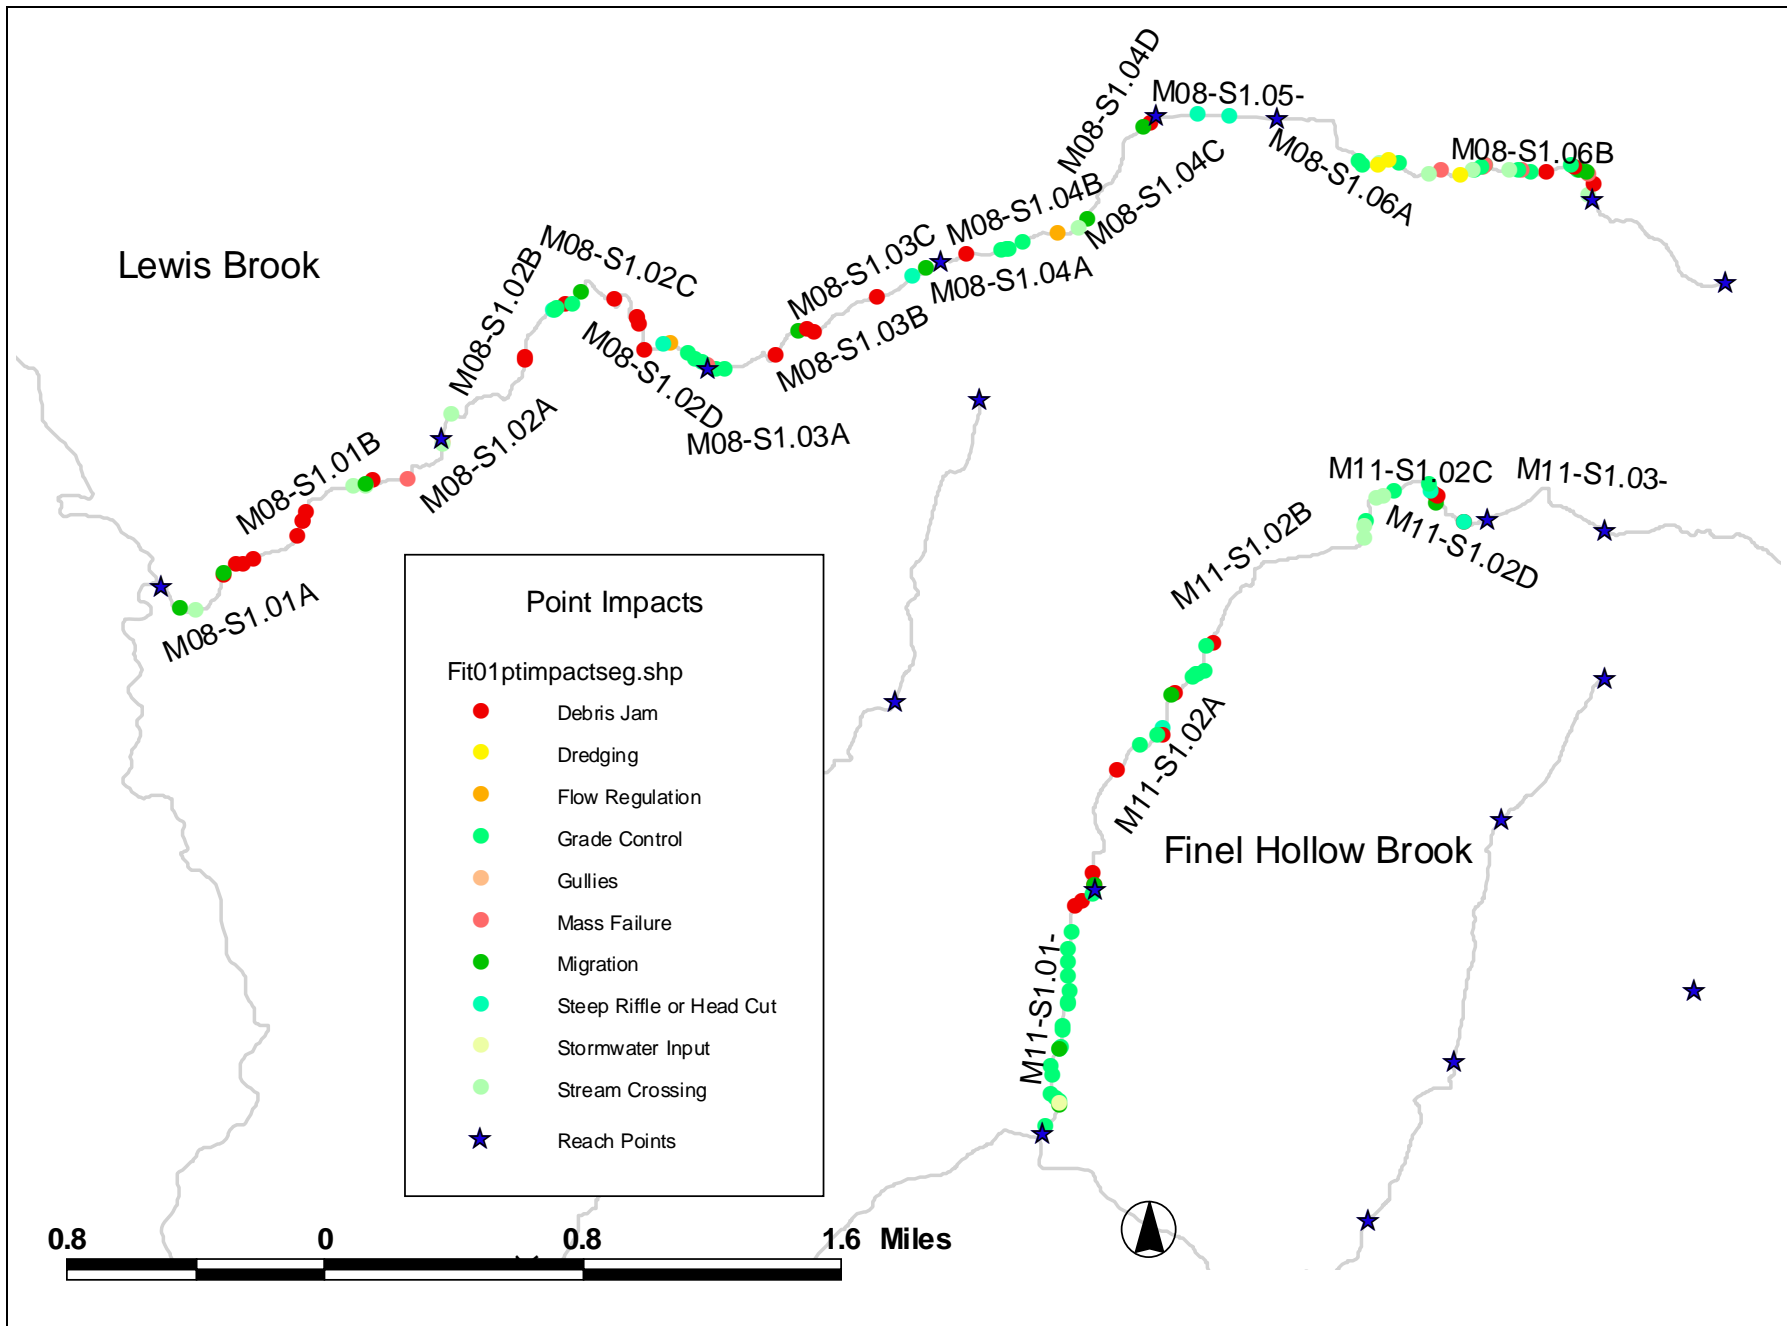 M08-S1.04D
M08-S1.05-
M08-S1.06A
M08-S1.06B
M08-S1.04C
M08-S1.04B
M08-S1.04A
M08-S1.03C
M08-S1.03B
M08-S1.03A
M08-S1.02D
M08-S1.02C
M08-S1.02B
M08-S1.02A
M08-S1.01B
M08-S1.01A
Lewis Brook
M11-S1.02C
M11-S1.03-
M11-S1.02D
M11-S1.02B
M11-S1.02A
M11-S1.01-
Finel Hollow Brook
Point Impacts
Fit01ptimpactseg.shp
Debris Jam
Dredging
Flow Regulation
Grade Control
Gullies
Mass Failure
Migration
Steep Riffle or Head Cut
Stormwater Input
Stream Crossing
Reach Points
0.8 0 0.8 1.6 Miles